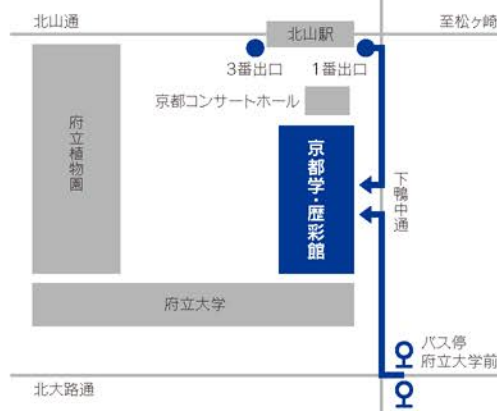 北山通
北山駅
至松ヶ崎
3番出口
1番出口
京都コンサートホール
府立植物園
京都学・歴彩館
下鴨中通
府立大学
バス停
府立大学前
北大路通